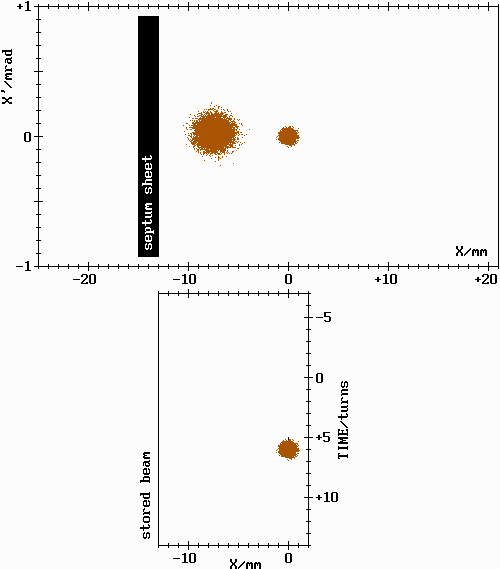 +1
X'/mrad
0
septum sheet
X/mm
-1
-20
-10
0
+10
+20
-5
0
TIME/turns
+5
stored beam
+10
-10
0
X/mm